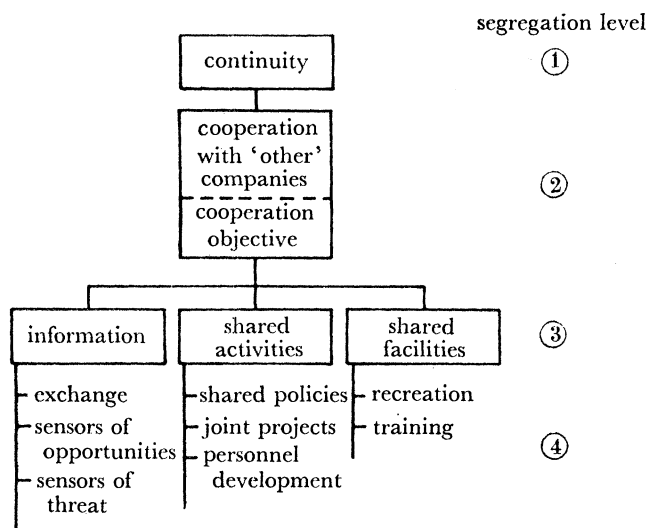 segregation level
continuity
①
cooperation
with 'other'
companies
②
cooperation
objective
information
shared
activities
shared
facilities
③
exchange
sensors of
opportunities
sensors of
threat
shared policies
joint projects
personnel
development
recreation
training
④